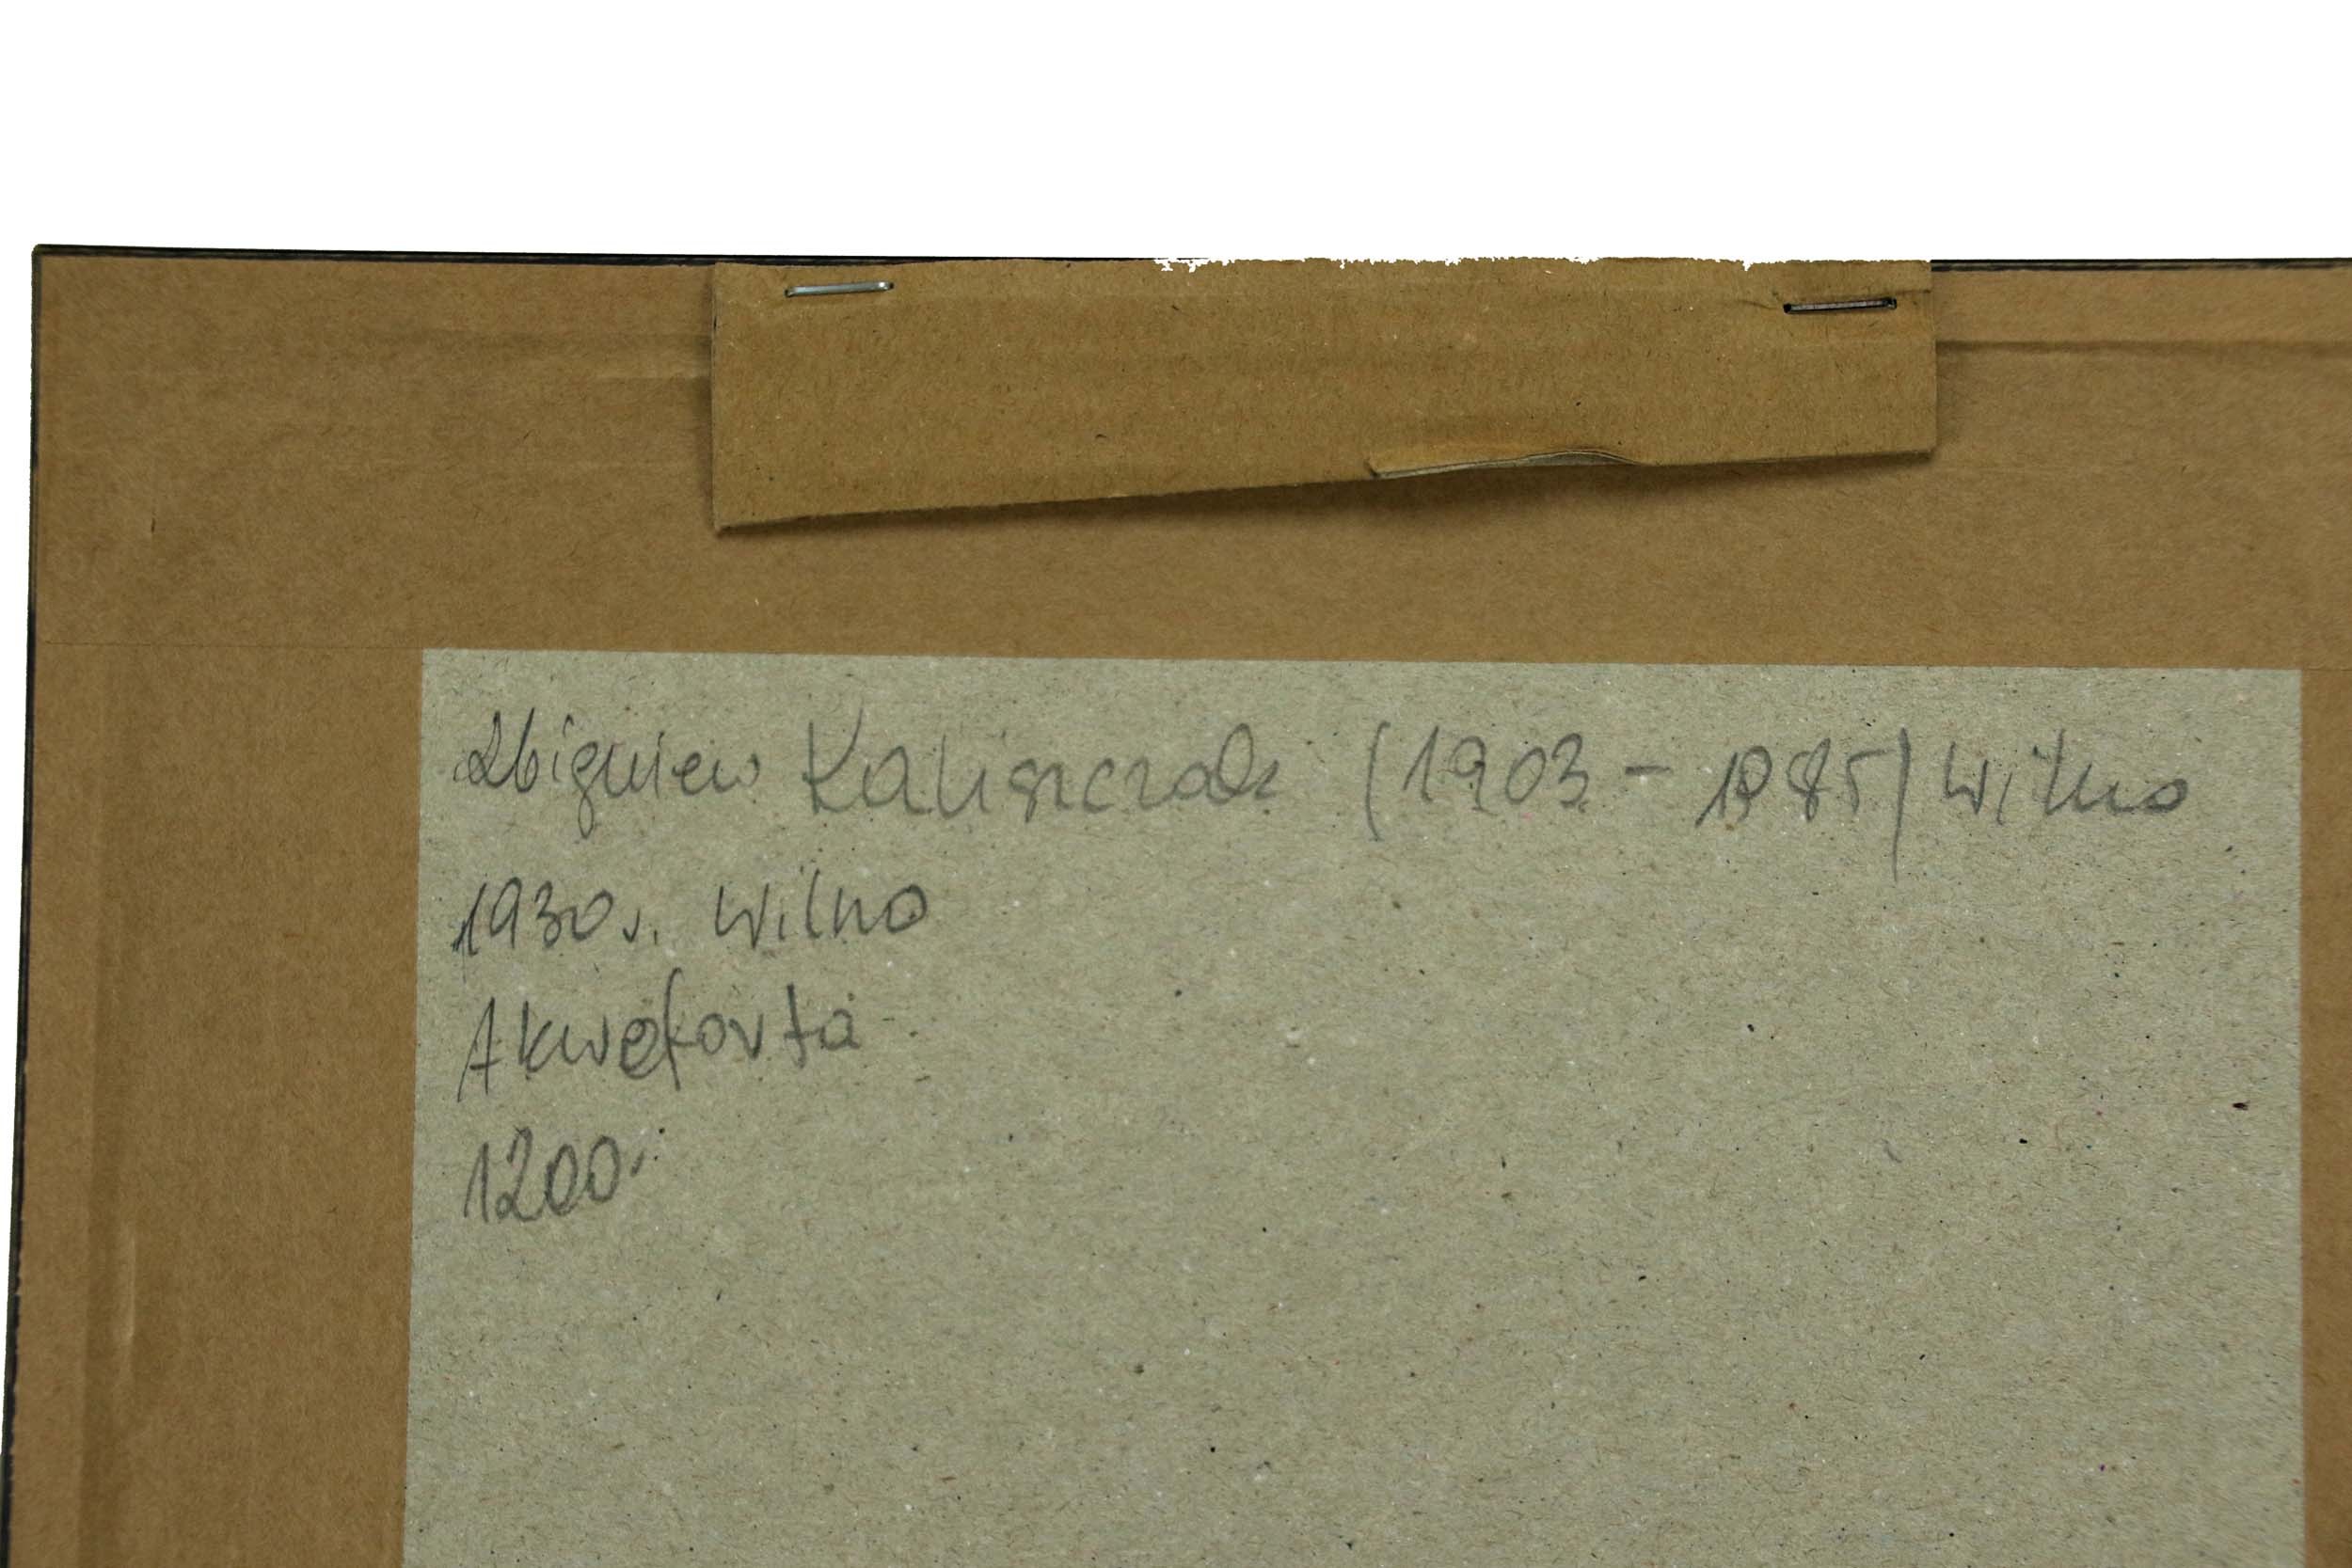 Zbigniew Kaliszczak (1903 - 1985) Wilno
1930 r. Wilno
Akwaforta
1200.